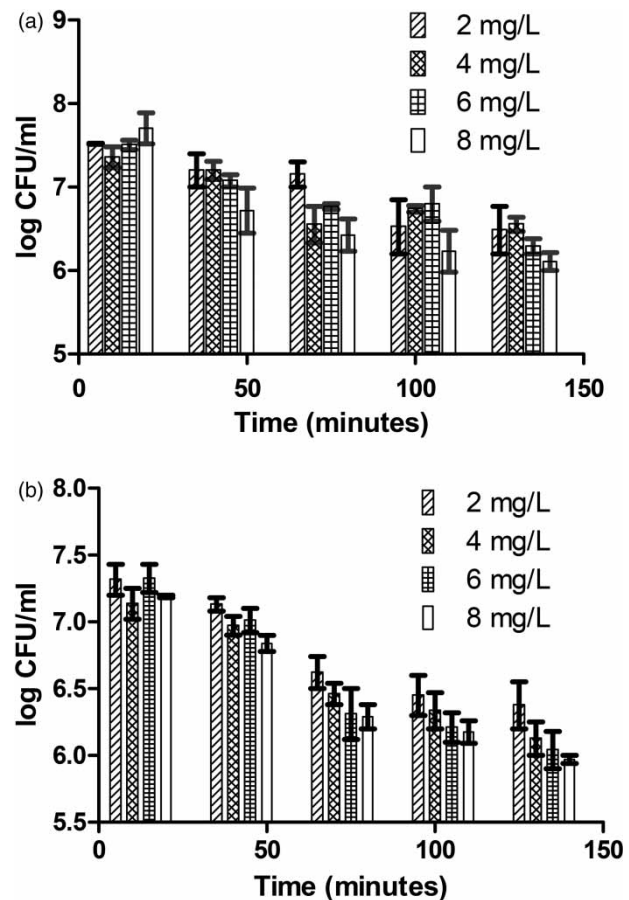 (a)
9
8
7
6
5
log CFU/ml
2 mg/L
4 mg/L
6 mg/L
8 mg/L
0 50 100 150
Time (minutes)
(b)
8.0
7.5
7.0
6.5
6.0
5.5
log CFU/ml
2 mg/L
4 mg/L
6 mg/L
8 mg/L
0 50 100 150
Time (minutes)